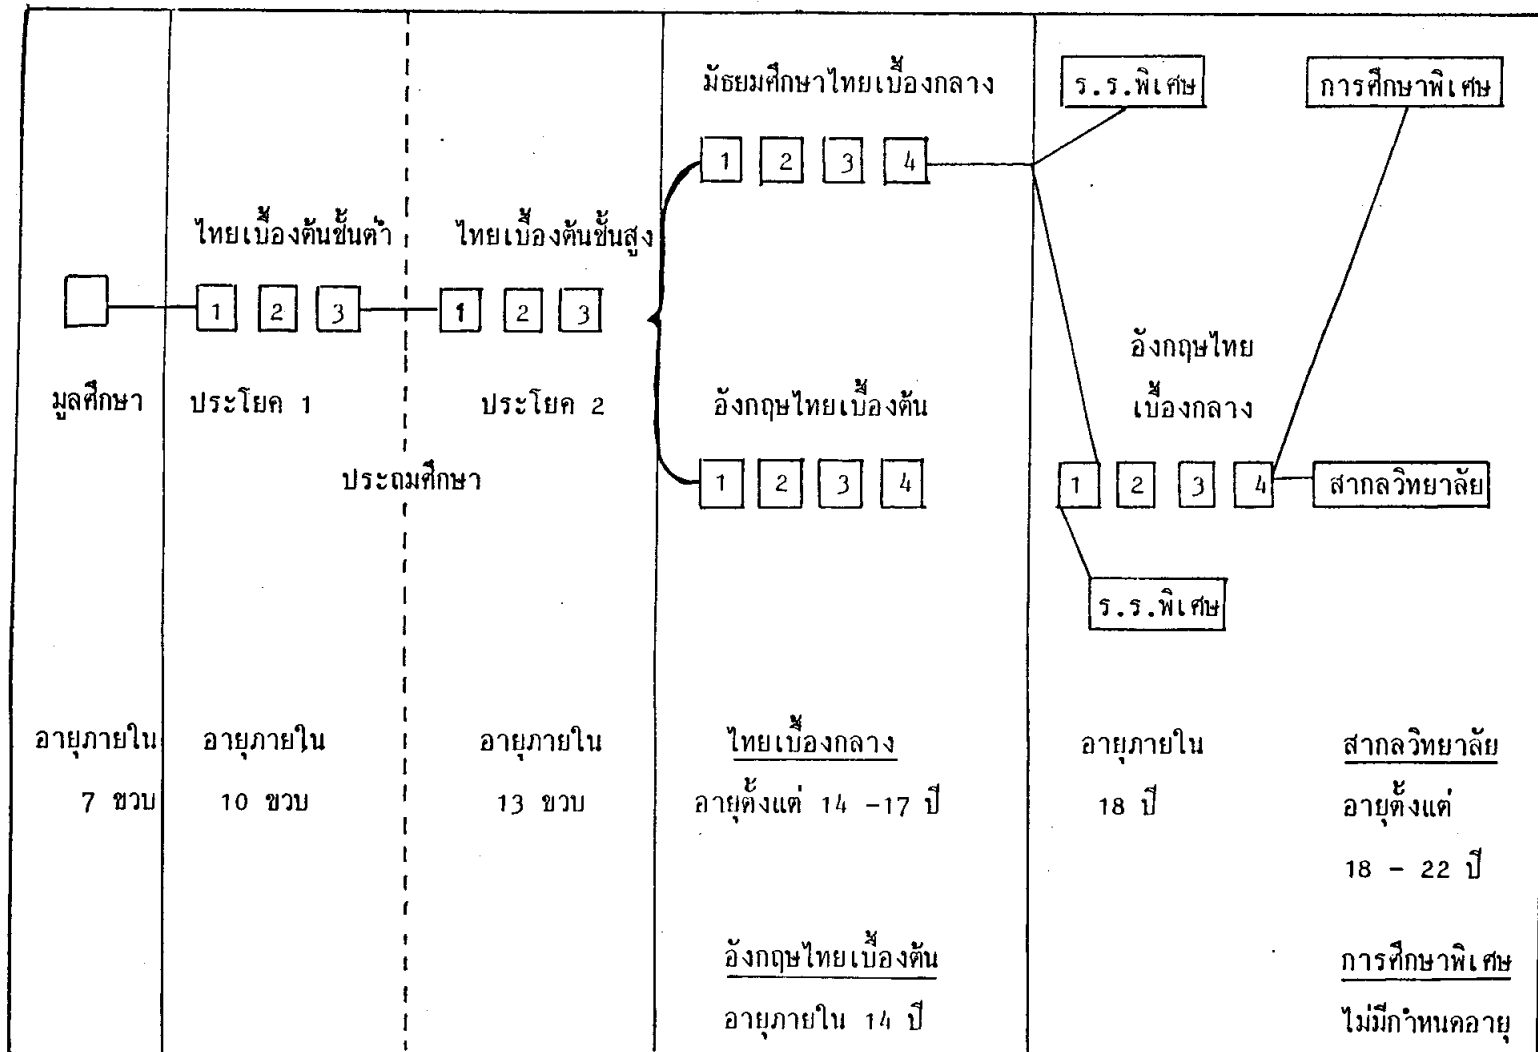 มัธยมศึกษาไทยเบื้องกลาง
ร.ร.พิเศษ
การศึกษาพิเศษ
1 2 3 4
ไทยเบื้องต้นชั้นต่ำ
ไทยเบื้องต้นชั้นสูง
1 2 3
1 2 3
มูลศึกษา
ประโยค 1
ประโยค 2
ประถมศึกษา
อังกฤษไทยเบื้องต้น
1 2 3 4
อังกฤษไทย
เบื้องกลาง
1 2 3 4
สากลวิทยาลัย
ร.ร.พิเศษ
อายุภายใน
7 ขวบ
อายุภายใน
10 ขวบ
อายุภายใน
13 ขวบ
ไทยเบื้องกลาง
อายุตั้งแต่ 14 -17 ปี
อังกฤษไทยเบื้องต้น
อายุภายใน 14 ปี
อายุภายใน
18 ปี
สากลวิทยาลัย
อายุตั้งแต่
18 - 22 ปี
การศึกษาพิเศษ
ไม่มีกำหนดอายุ